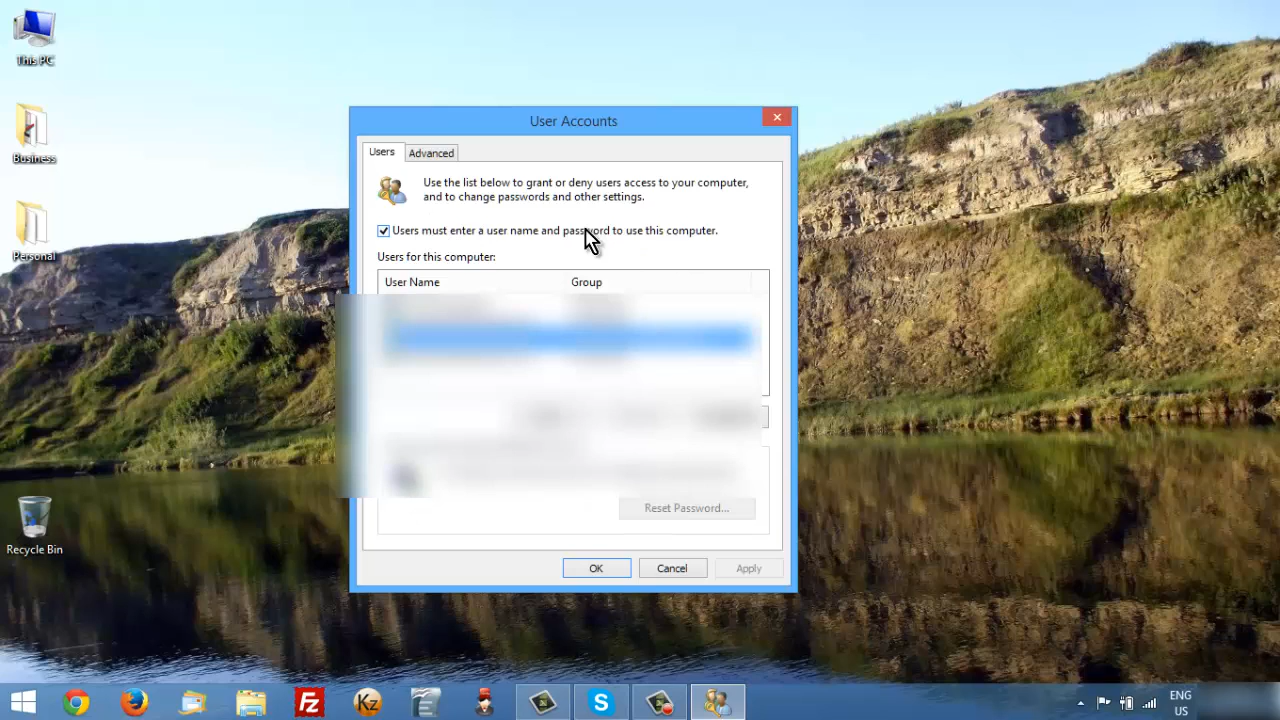 This PC
Business
Personal
Recycle Bin
User Accounts
Users
Advanced
Use the list below to grant or deny users access to your computer,
and to change passwords and other settings.
Users must enter a user name and password to use this computer.
Users for this computer:
User Name
Group
Reset Password...
OK
Cancel
Apply
Fz
Kz
S
ENG
US